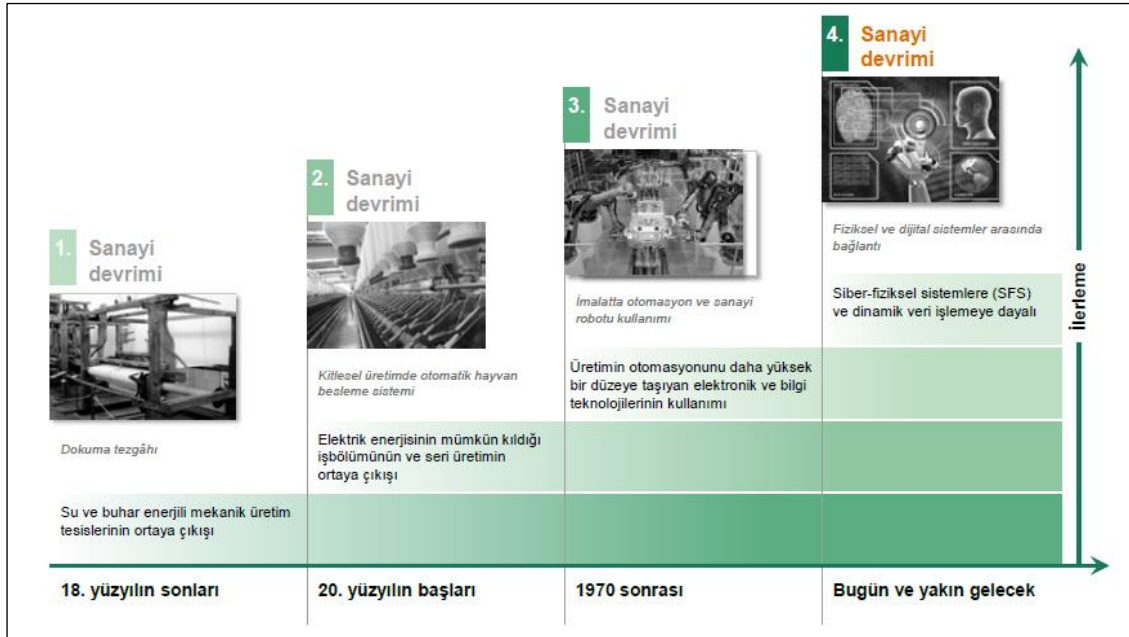 1.
Sanayi
devrimi
Dokuma tezgâhı
Su ve buhar enerjili mekanik üretim
tesislerinin ortaya çıkışı
18. yüzyılın sonları
2.
Sanayi
devrimi
Kitlesel üretimde otomatik hayvan
besleme sistemi
Elektrik enerjisinin mümkün kıldığı
işbölümünün ve seri üretimin
ortaya çıkışı
20. yüzyılın başları
3.
Sanayi
devrimi
İmalatta otomasyon ve sanayi
robotu kullanımı
Üretimin otomasyonunu daha yüksek
bir düzeye taşıyan elektronik ve bilgi
teknolojilerinin kullanımı
1970 sonrası
4.
Sanayi
devrimi
Fiziksel ve dijital sistemler arasında
bağlantı
Siber-fiziksel sistemlere (SFS)
ve dinamik veri işlemeye dayalı
Bugün ve yakın gelecek
İlerleme